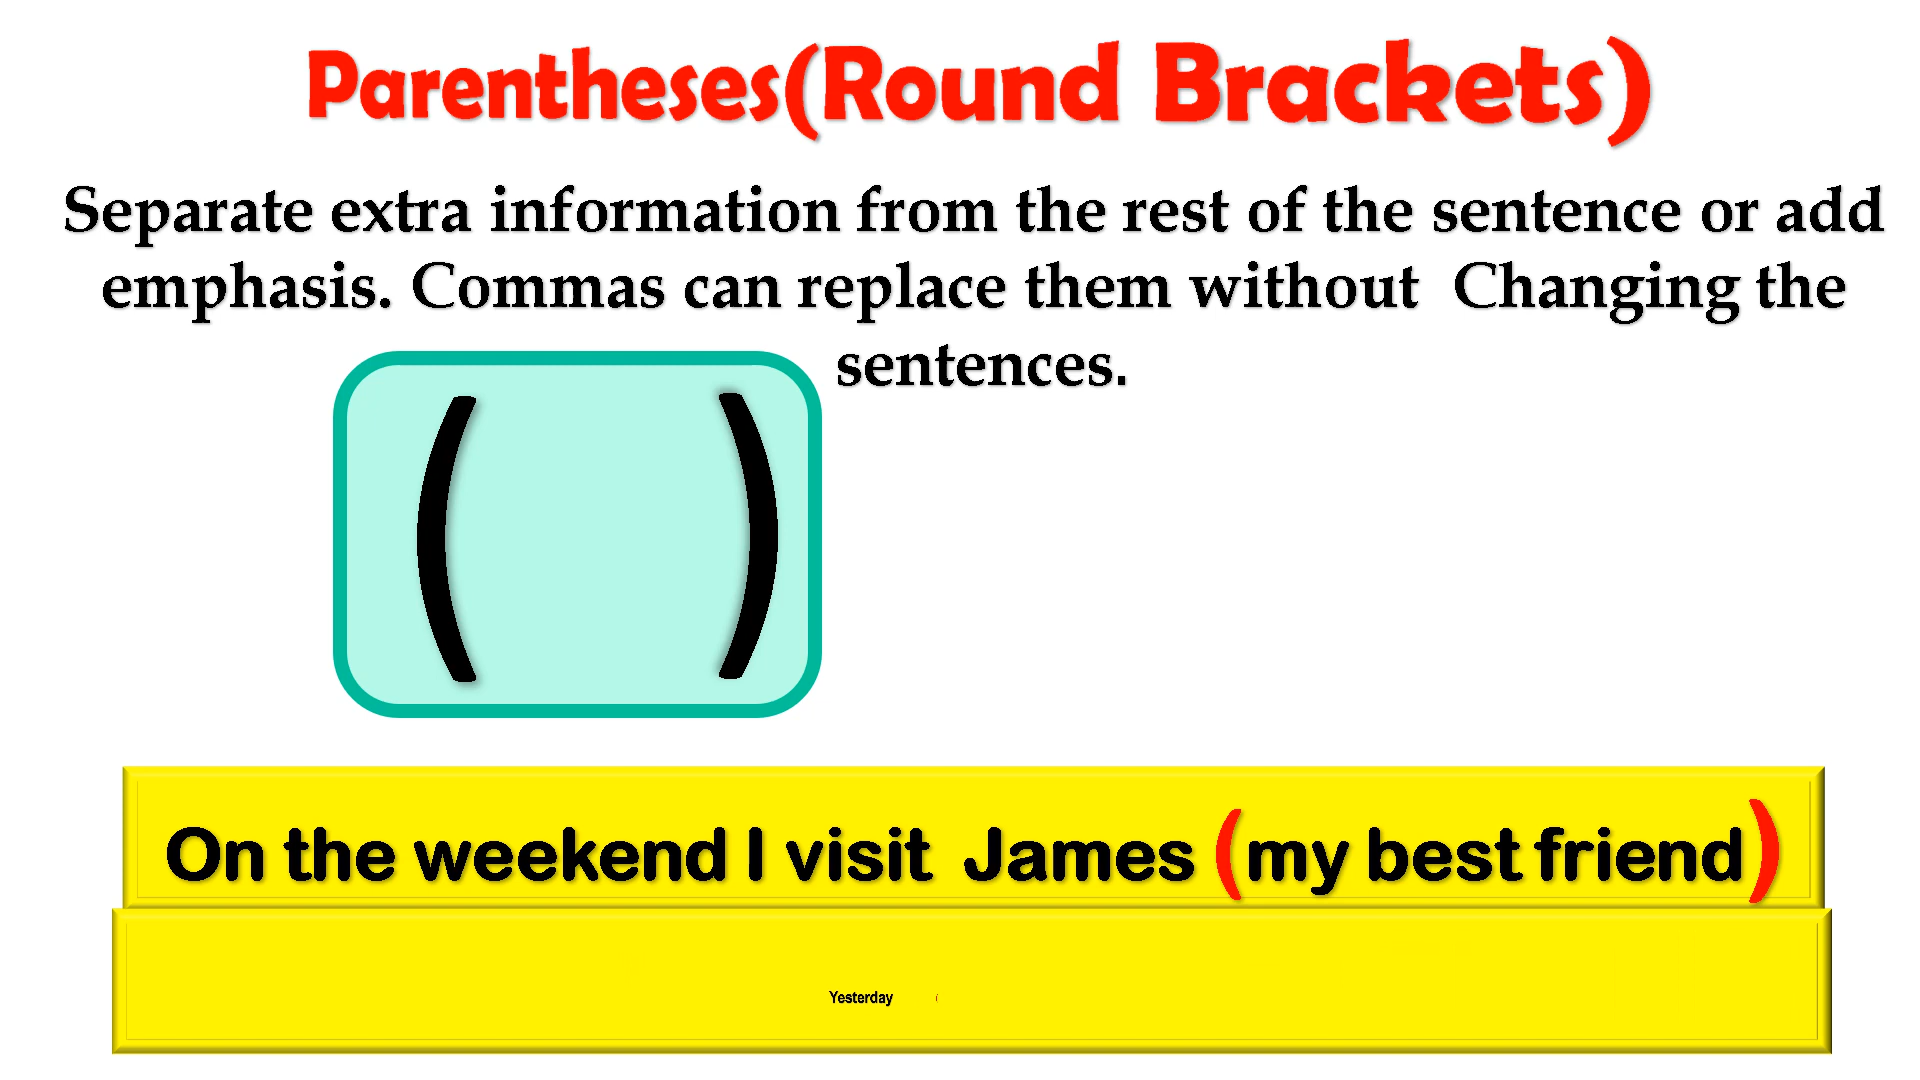 Parentheses(Round Brackets)
Separate extra information from the rest of the sentence or add
emphasis. Commas can replace them without Changing the
sentences.
( )
On the weekend I visit James (my best friend)
Yesterday (